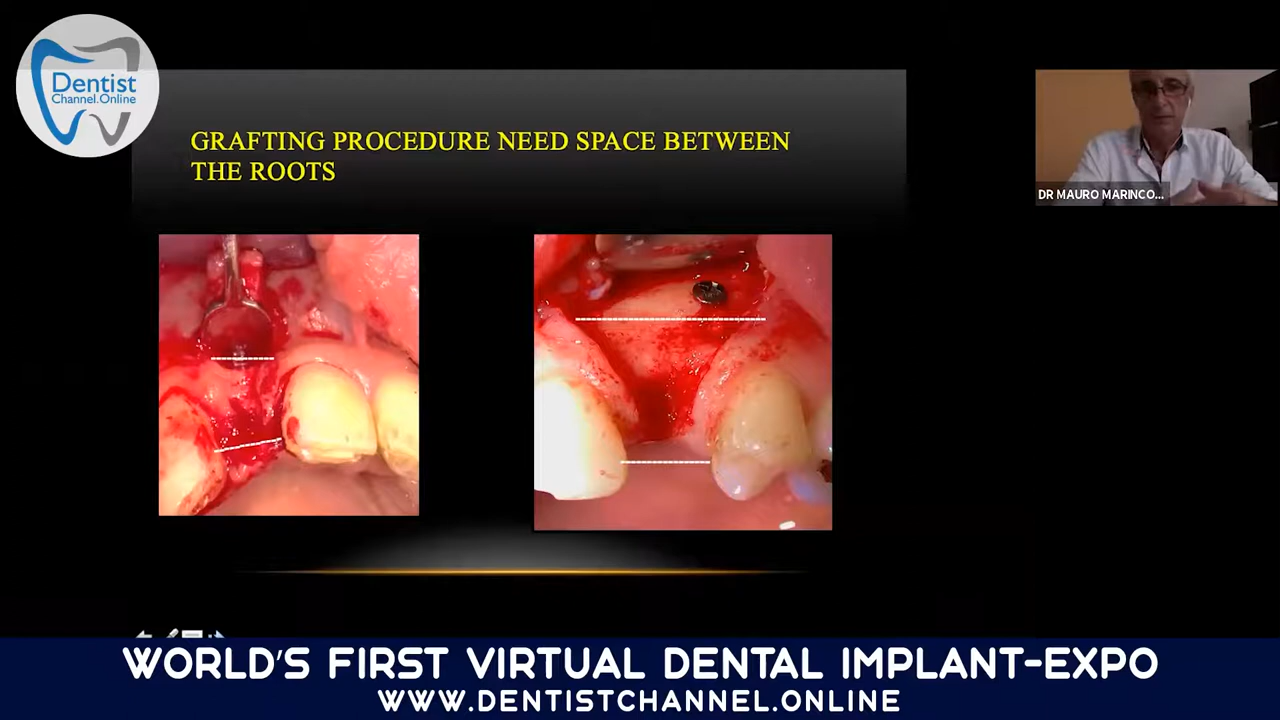 Dentist
Channel.Online
GRAFTING PROCEDURE NEED SPACE BETWEEN
THE ROOTS
DR MAURO MARINCO...
WORLD'S FIRST VIRTUAL DENTAL IMPLANT-EXPO
WWW.DENTISTCHANNEL.ONLINE